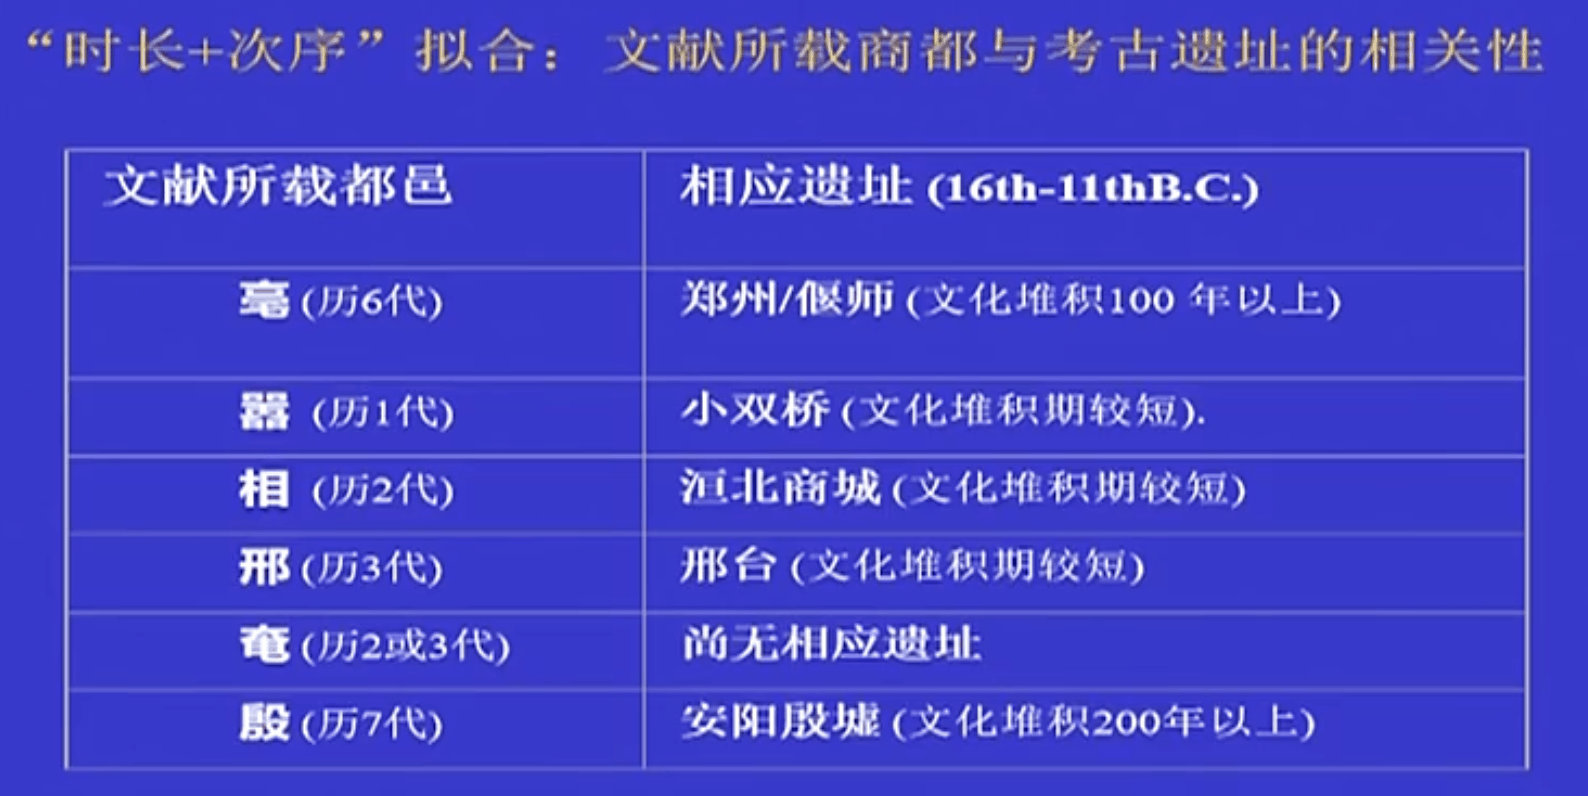 “时长+次序”拟合：文献所载商都与考古遗址的相关性
文献所载都邑 相应遗址 (16th-11thB.C.)
亳 (历6代) 郑州/偃师 (文化堆积100 年以上)
嚣 (历1代) 小双桥 (文化堆积期较短).
相 (历2代) 洹北商城 (文化堆积期较短)
邢 (历3代) 邢台 (文化堆积期较短)
奄 (历2或3代) 尚无相应遗址
殷 (历7代) 安阳殷墟 (文化堆积200年以上)